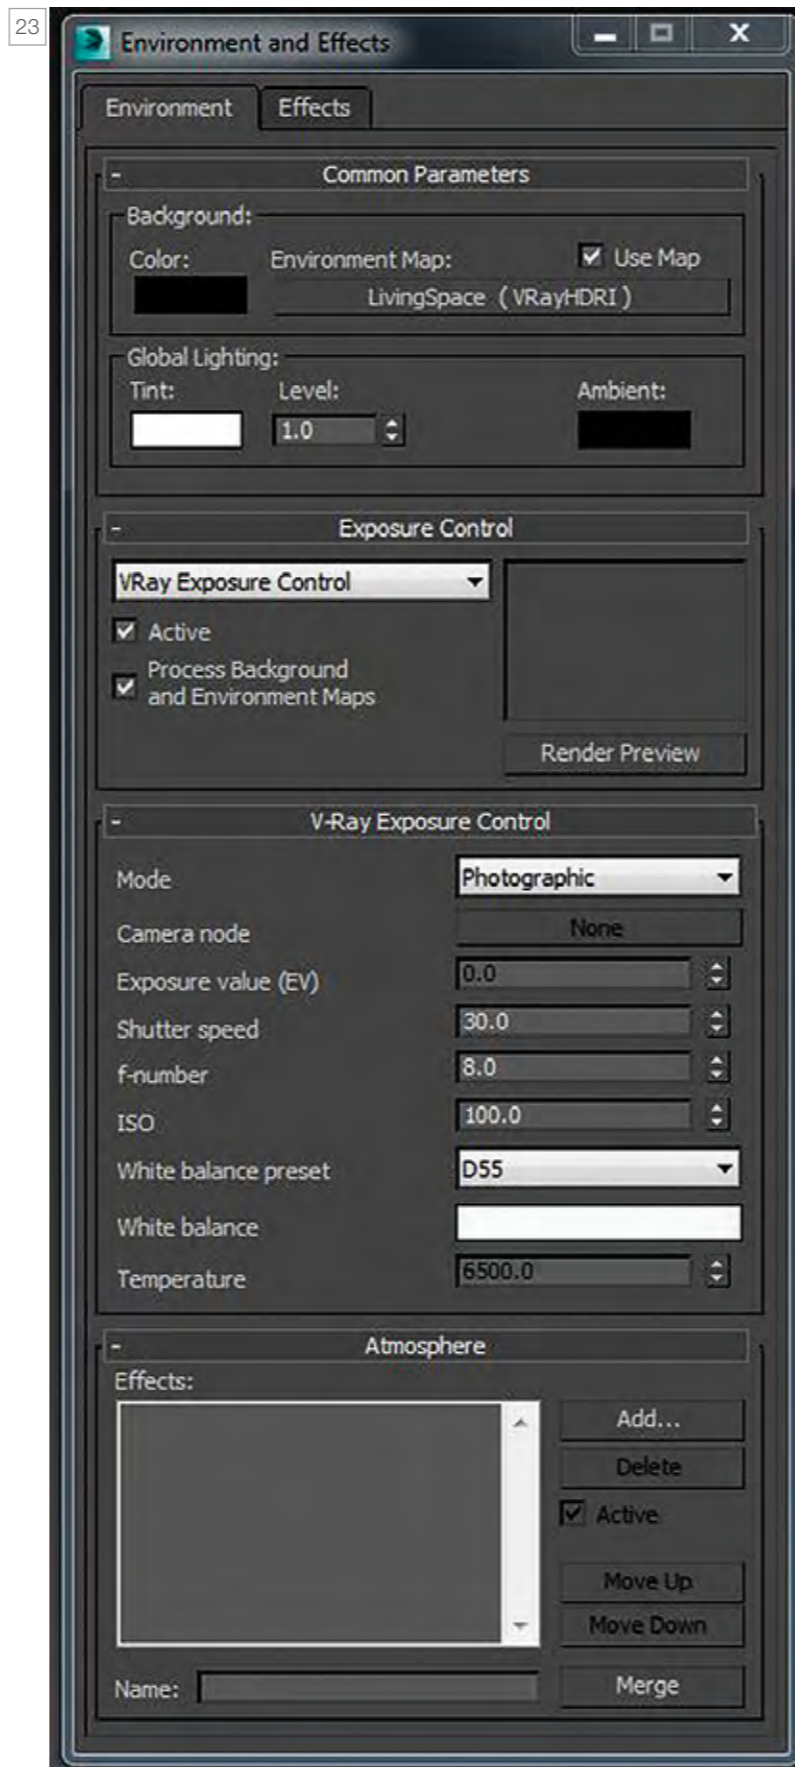 23
Environment and Effects
Environment Effects
- Common Parameters
Background:
Color: Environment Map: Use Map
LivingSpace ( VRayHDRI )
Global Lighting:
Tint: Level: Ambient:
1.0
- Exposure Control
VRay Exposure Control
Active
Process Background
and Environment Maps
Render Preview
- V-Ray Exposure Control
Mode Photographic
Camera node None
Exposure value (EV) 0.0
Shutter speed 30.0
f-number 8.0
ISO 100.0
White balance preset D55
White balance
Temperature 6500.0
- Atmosphere
Effects:
Add...
Delete
Active
Move Up
Move Down
Name: Merge